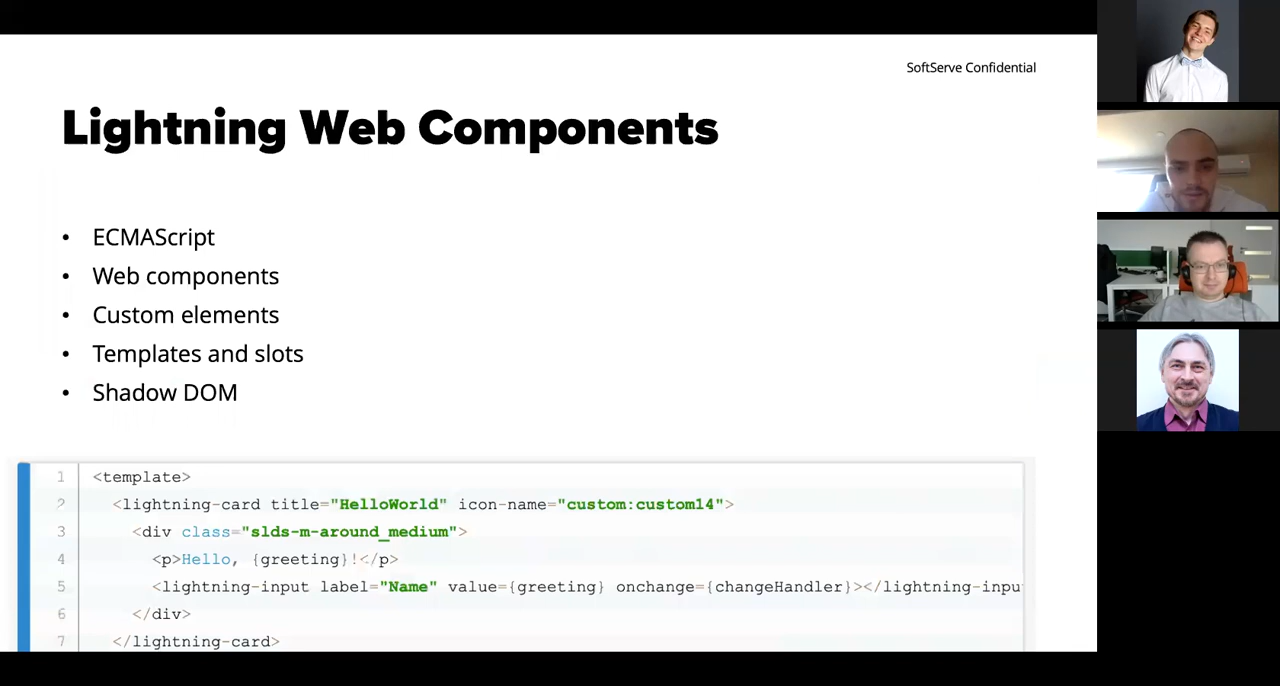 SoftServe Confidential
Lightning Web Components
• ECMAScript
• Web components
• Custom elements
• Templates and slots
• Shadow DOM
1 <template>
2 <lightning-card title="HelloWorld" icon-name="custom:custom14">
3 <div class="slds-m-around_medium">
4 <p>Hello, {greeting}!</p>
5 <lightning-input label="Name" value={greeting} onchange={changeHandler}></lightning-inpu
6 </div>
7 </lightning-card>